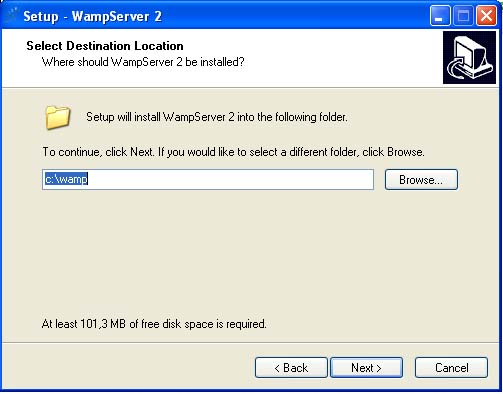 Setup - WampServer 2
Select Destination Location
Where should WampServer 2 be installed?
Setup will install WampServer 2 into the following folder.
To continue, click Next. If you would like to select a different folder, click Browse.
c:\wamp
Browse...
At least 101,3 MB of free disk space is required.
< Back
Next >
Cancel